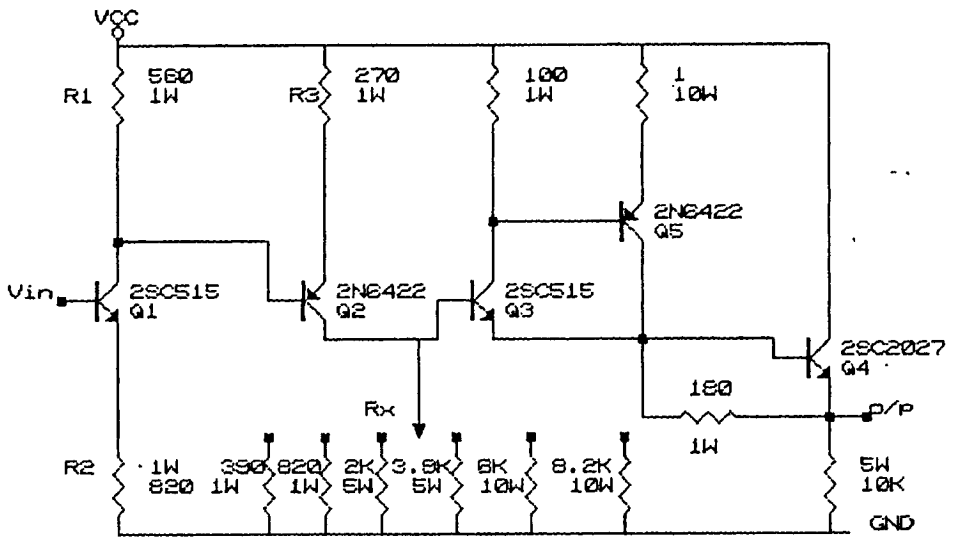 VCC
R1
560
1W
R3
270
1W
100
1W
1
10W
2N6422
Q5
Vin
2SC515
Q1
2N6422
Q2
2SC515
Q3
2SC2027
Q4
180
1W
o/p
Rx
R2
1W
820
390
1W
820
1W
2K
5W
3.9K
5W
6K
10W
8.2K
10W
5W
10K
GND